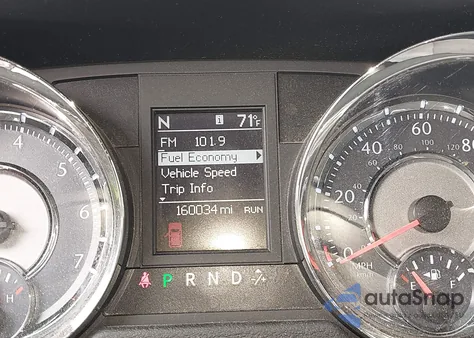 N i 71°F
FM 101.9
Fuel Economy
Vehicle Speed
Trip Info
160034 mi RUN
P R N D -/+
4
5
6
7
H
0
20
40
60
80
MPH
E F
autoSnap